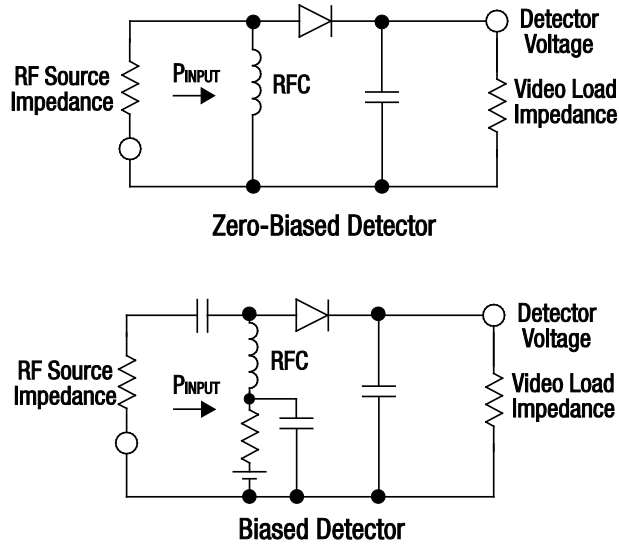 Detector
Voltage
RF Source
Impedance
PINPUT
RFC
Video Load
Impedance
Zero-Biased Detector
Detector
Voltage
RF Source
Impedance
PINPUT
RFC
Video Load
Impedance
Biased Detector